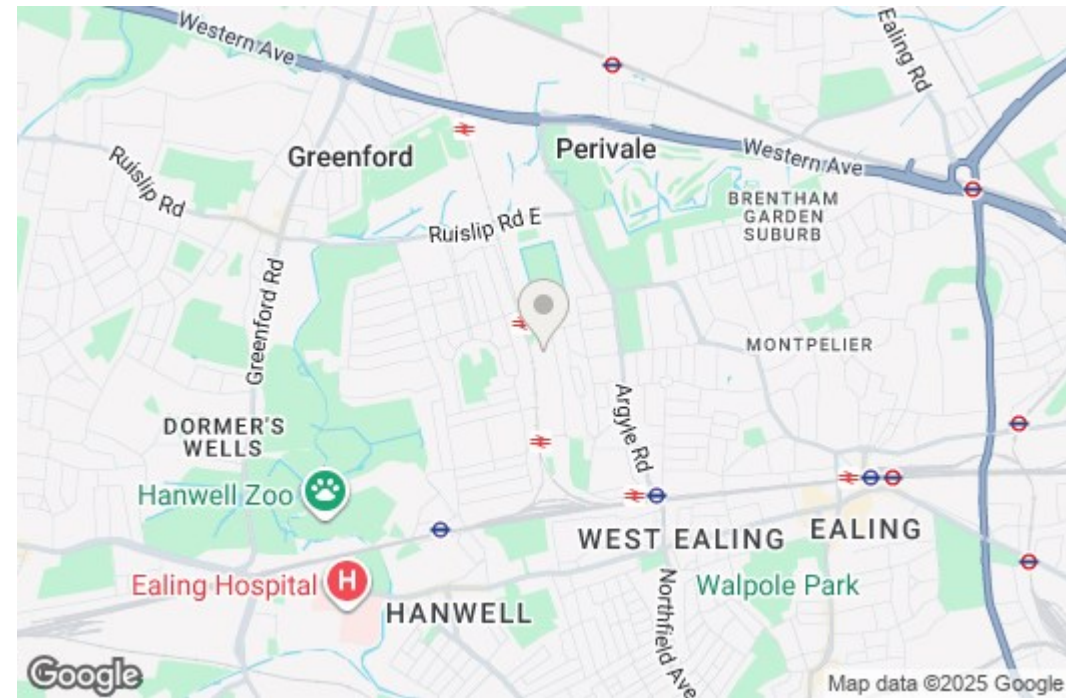 Western Ave
Ealing Rd
Greenford
Perivale
Western Ave
Ruislip Rd
BRENTHAM
GARDEN
SUBURB
Ruislip Rd E
Greenford Rd
MONTPELIER
Argyle Rd
DORMER'S
WELLS
Hanwell Zoo
WEST EALING
EALING
Ealing Hospital
H
Walpole Park
HANWELL
Northfield Ave
Google
Map data ©2025 Google